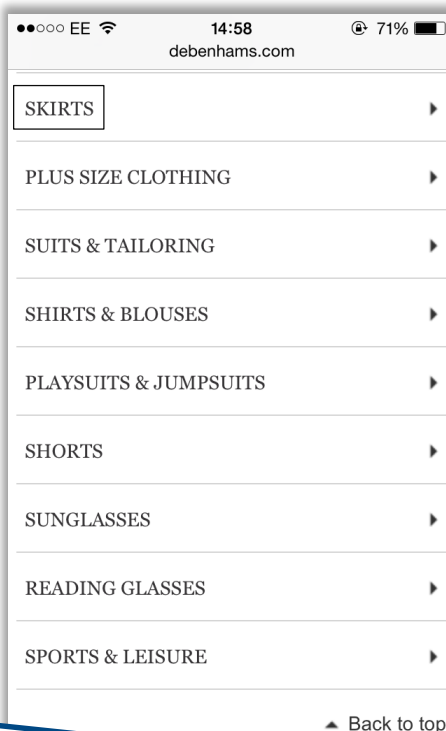 EE 14:58 71%
debenhams.com
SKIRTS
PLUS SIZE CLOTHING
SUITS & TAILORING
SHIRTS & BLOUSES
PLAYSUITS & JUMPSUITS
SHORTS
SUNGLASSES
READING GLASSES
SPORTS & LEISURE
Back to top